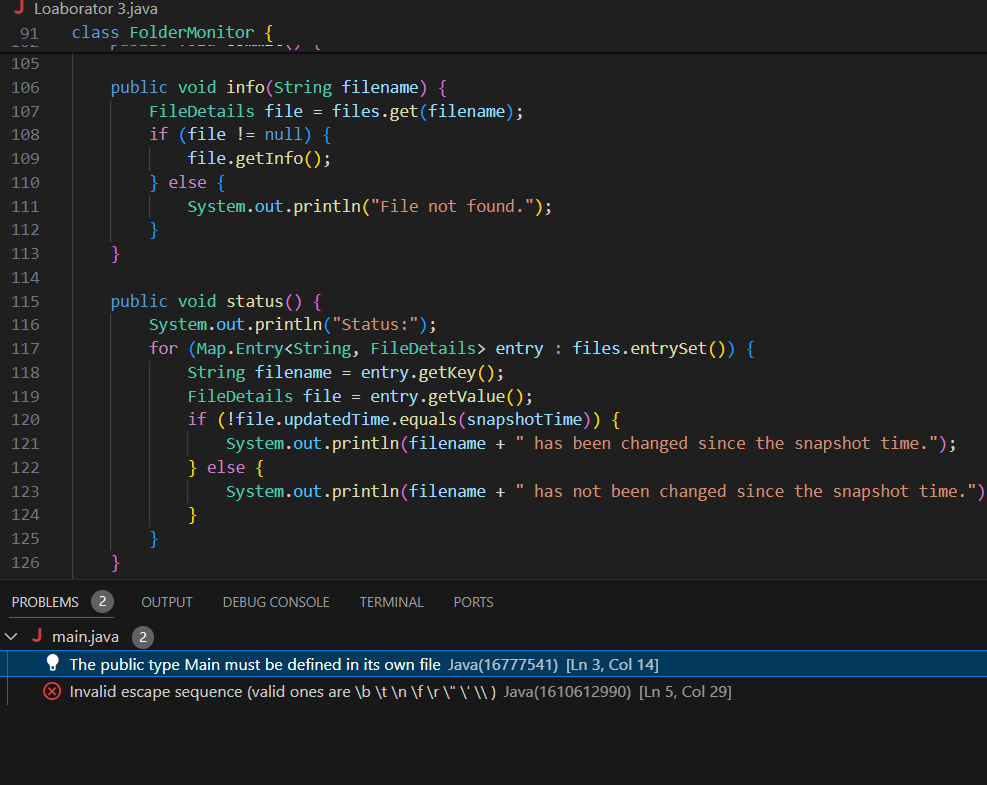 J Loaborator 3.java
91 class FolderMonitor {
105
106 public void info(String filename) {
107 FileDetails file = files.get(filename);
108 if (file != null) {
109 file.getInfo();
110 } else {
111 System.out.println("File not found.");
112 }
113 }
114
115 public void status() {
116 System.out.println("Status:");
117 for (Map.Entry<String, FileDetails> entry : files.entrySet()) {
118 String filename = entry.getKey();
119 FileDetails file = entry.getValue();
120 if (!file.updatedTime.equals(snapshotTime)) {
121 System.out.println(filename + " has been changed since the snapshot time.");
122 } else {
123 System.out.println(filename + " has not been changed since the snapshot time.")
124 }
125 }
126 }
PROBLEMS 2 OUTPUT DEBUG CONSOLE TERMINAL PORTS
J main.java 2
The public type Main must be defined in its own file Java(16777541) [Ln 3, Col 14]
Invalid escape sequence (valid ones are \b \t \n \f \r \" \' \\ ) Java(1610612990) [Ln 5, Col 29]